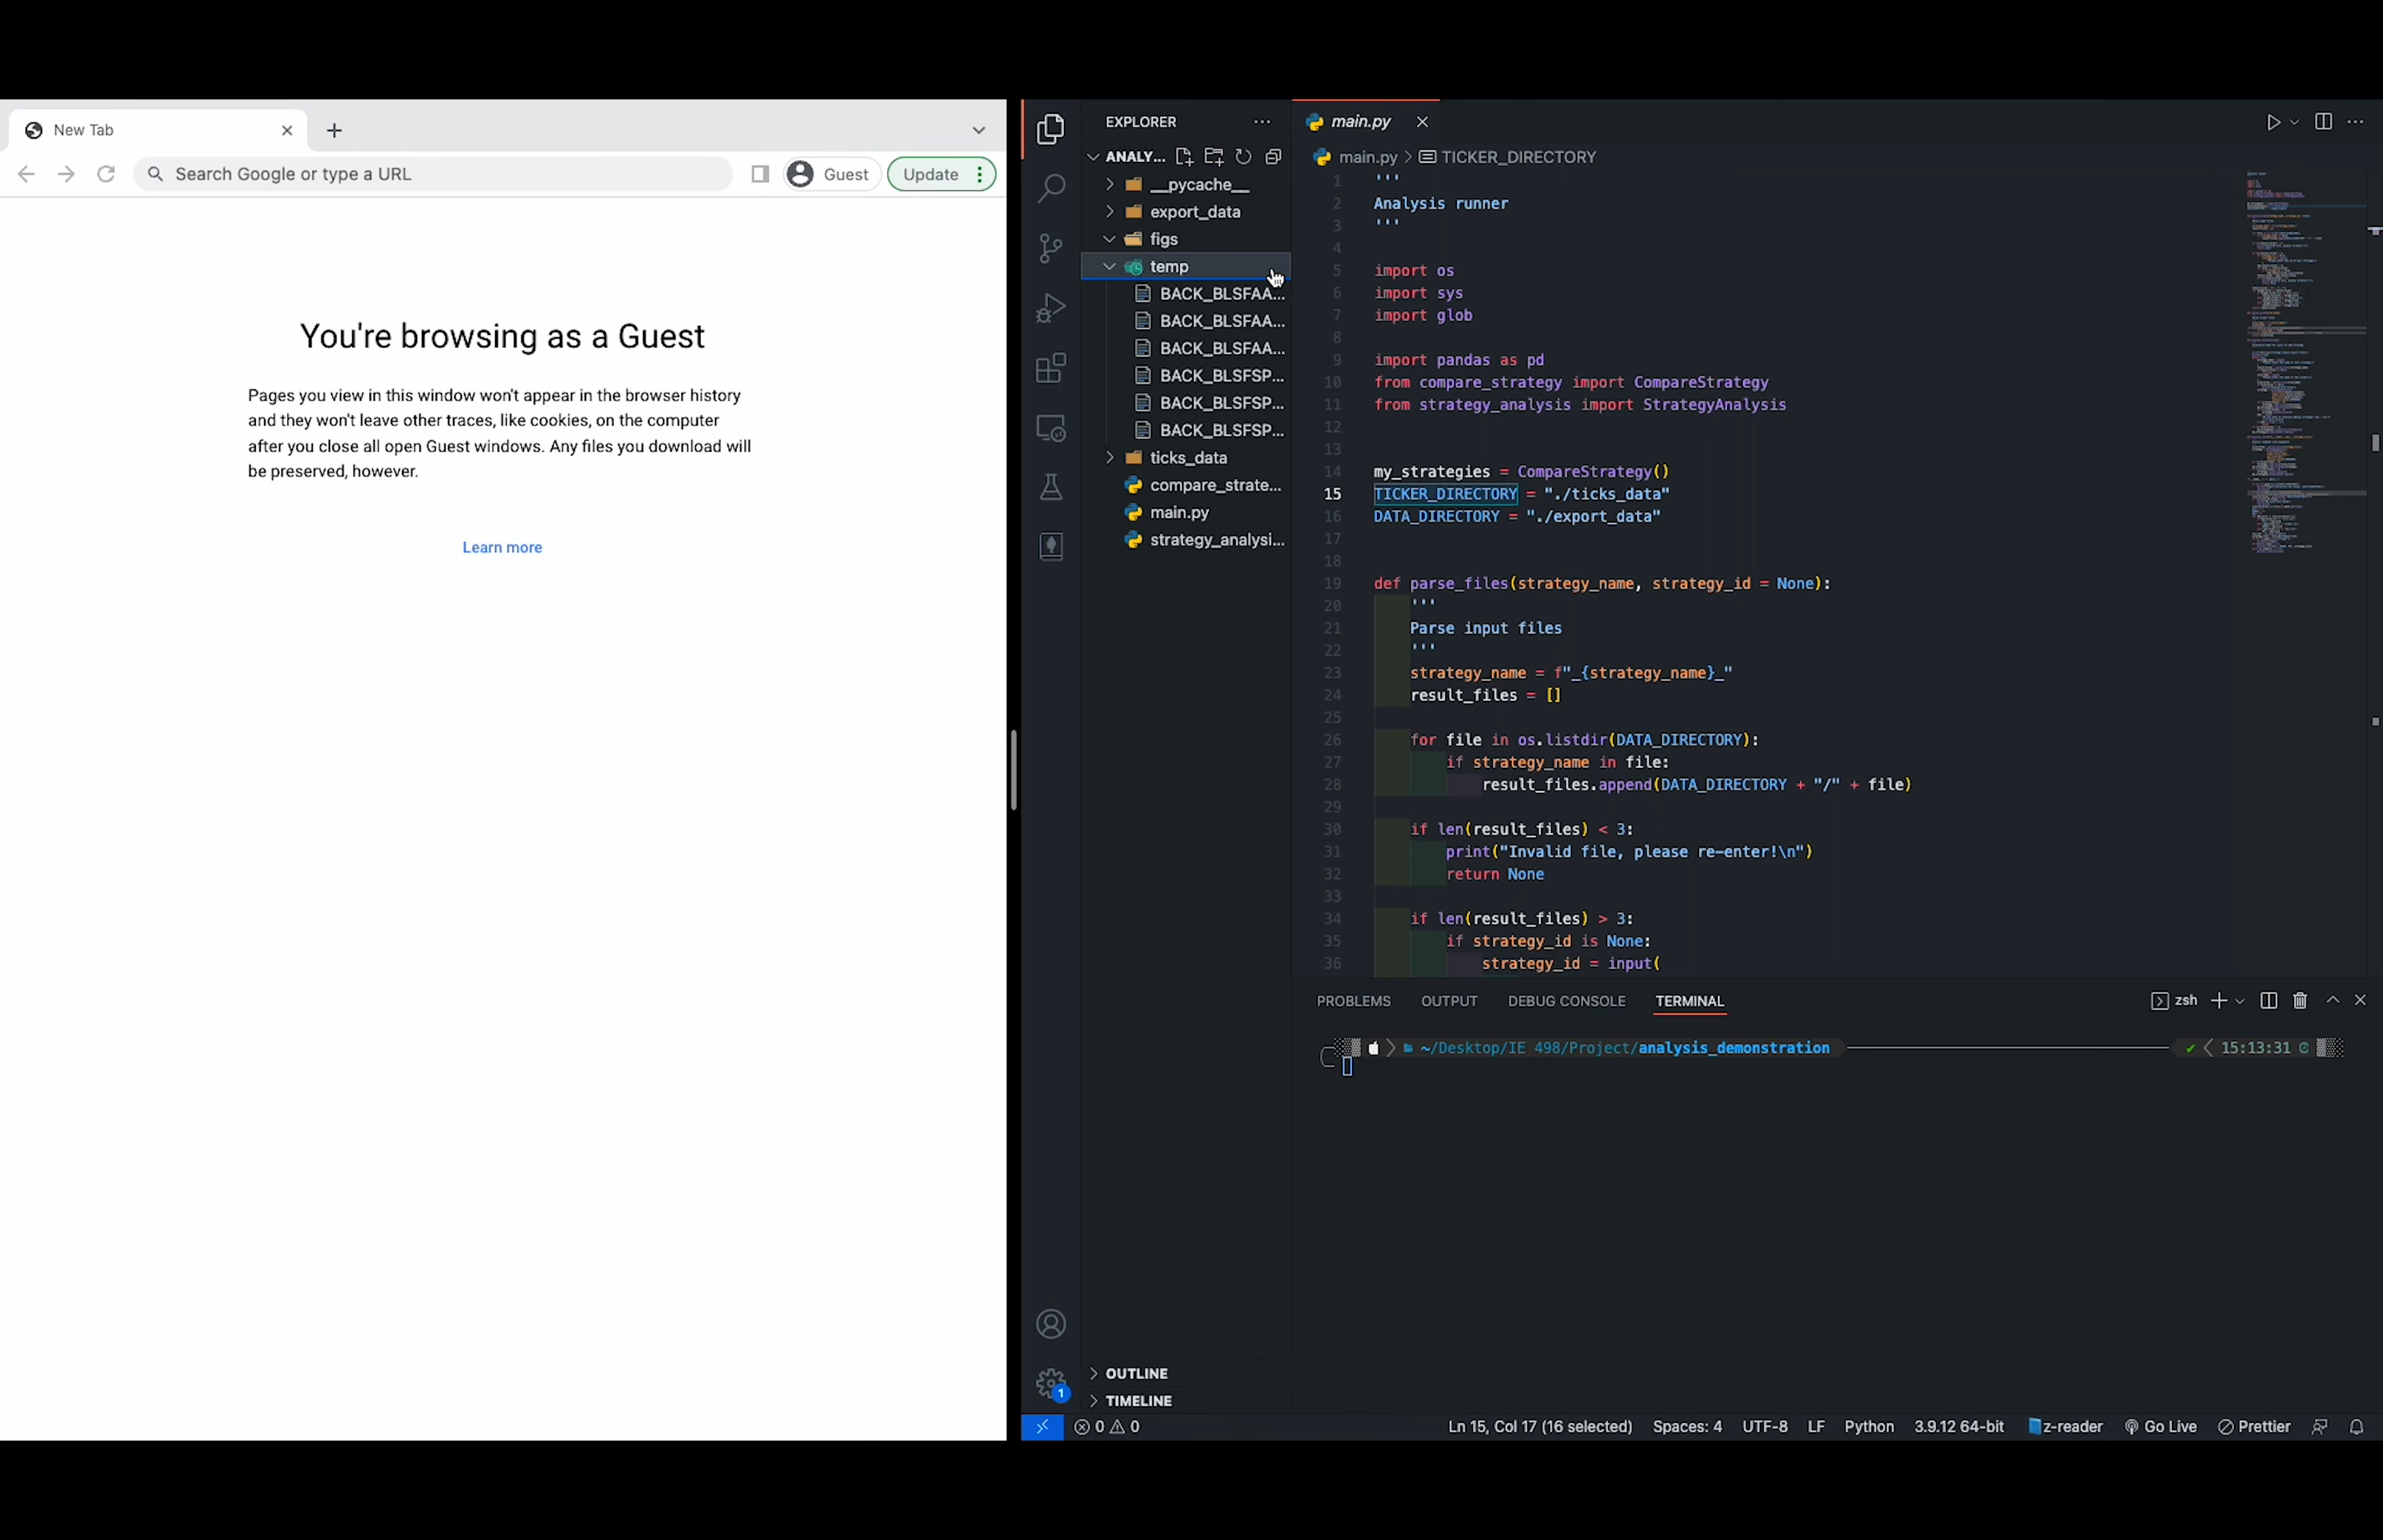 New Tab
Search Google or type a URL
Guest
Update
You're browsing as a Guest
Pages you view in this window won't appear in the browser history
and they won't leave other traces, like cookies, on the computer
after you close all open Guest windows. Any files you download will
be preserved, however.
Learn more
EXPLORER
ANALY...
__pycache__
export_data
figs
temp
BACK_BLSFAA...
BACK_BLSFAA...
BACK_BLSFAA...
BACK_BLSFSP...
BACK_BLSFSP...
BACK_BLSFSP...
ticks_data
compare_strate...
main.py
strategy_analysi...
OUTLINE
TIMELINE
main.py
main.py > TICKER_DIRECTORY
1 '''
2 Analysis runner
3 '''
4
5 import os
6 import sys
7 import glob
8
9 import pandas as pd
10 from compare_strategy import CompareStrategy
11 from strategy_analysis import StrategyAnalysis
12
13
14 my_strategies = CompareStrategy()
15 TICKER_DIRECTORY = "./ticks_data"
16 DATA_DIRECTORY = "./export_data"
17
18
19 def parse_files(strategy_name, strategy_id = None):
20 '''
21 Parse input files
22 '''
23 strategy_name = f"_{strategy_name}_"
24 result_files = []
25
26 for file in os.listdir(DATA_DIRECTORY):
27 if strategy_name in file:
28 result_files.append(DATA_DIRECTORY + "/" + file)
29
30 if len(result_files) < 3:
31 print("Invalid file, please re-enter!\n")
32 return None
33
34 if len(result_files) > 3:
35 if strategy_id is None:
36 strategy_id = input(
PROBLEMS OUTPUT DEBUG CONSOLE TERMINAL
zsh
~/Desktop/IE 498/Project/analysis_demonstration
15:13:31
1
0 0
Ln 15, Col 17 (16 selected) Spaces: 4 UTF-8 LF Python 3.9.12 64-bit z-reader Go Live Prettier